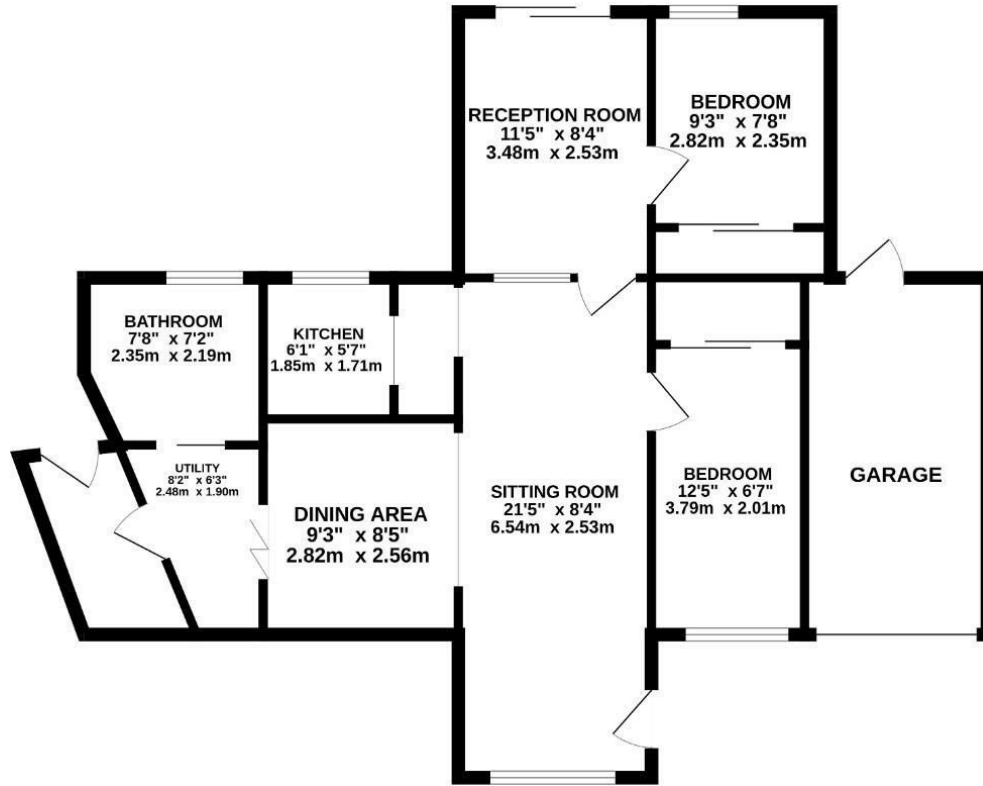 RECEPTION ROOM
11'5" x 8'4"
3.48m x 2.53m
BEDROOM
9'3" x 7'8"
2.82m x 2.35m
BATHROOM
7'8" x 7'2"
2.35m x 2.19m
KITCHEN
6'1" x 5'7"
1.85m x 1.71m
UTILITY
8'2" x 6'3"
2.48m x 1.90m
DINING AREA
9'3" x 8'5"
2.82m x 2.56m
SITTING ROOM
21'5" x 8'4"
6.54m x 2.53m
BEDROOM
12'5" x 6'7"
3.79m x 2.01m
GARAGE